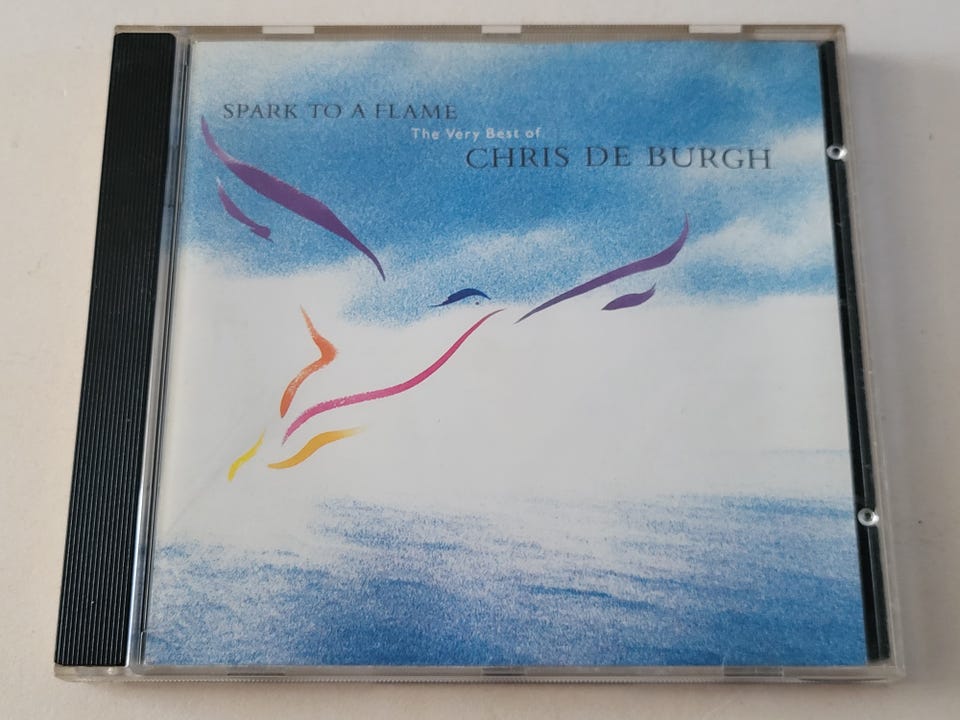 SPARK TO A FLAME
The Very Best of
CHRIS DE BURGH